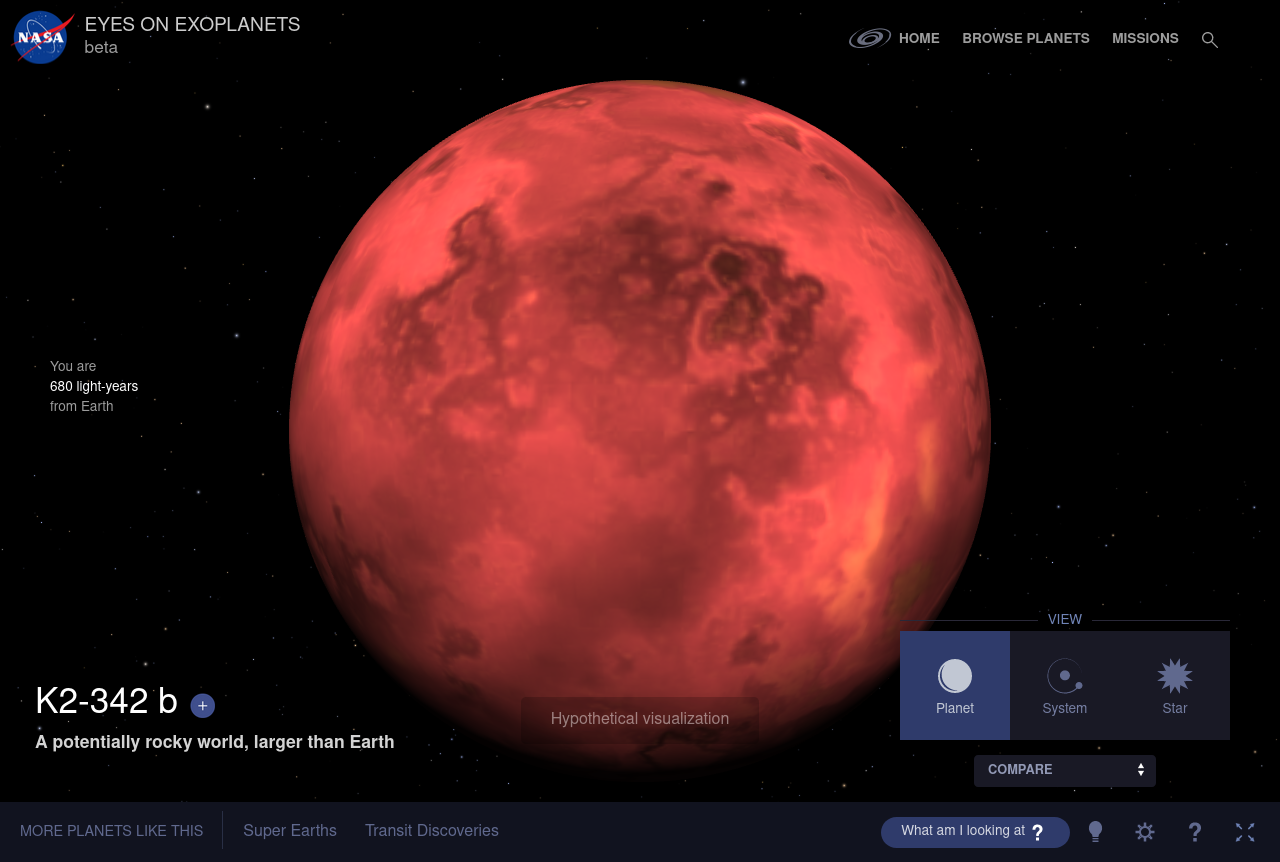 NASA
EYES ON EXOPLANETS
beta
HOME
BROWSE PLANETS
MISSIONS
You are
680 light-years
from Earth
VIEW
Planet
System
Star
K2-342 b +
A potentially rocky world, larger than Earth
Hypothetical visualization
COMPARE
MORE PLANETS LIKE THIS
Super Earths
Transit Discoveries
What am I looking at ?
?